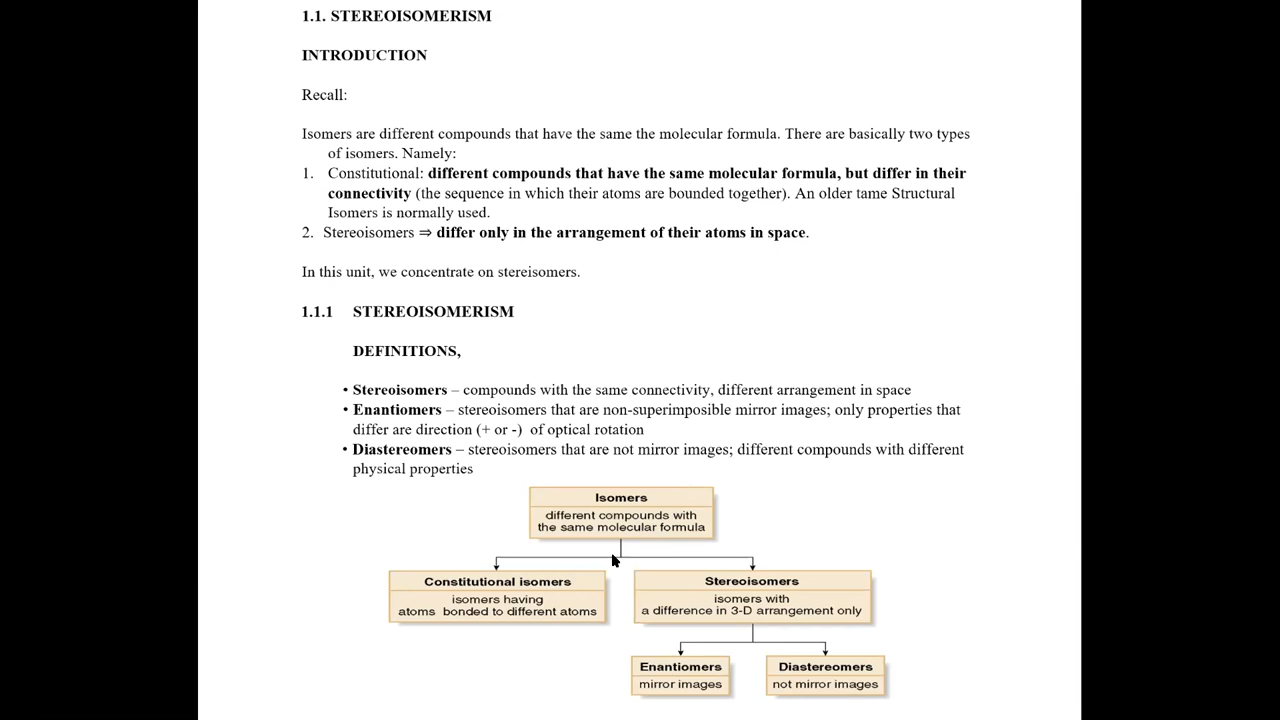 1.1. STEREOISOMERISM
INTRODUCTION
Recall:
Isomers are different compounds that have the same the molecular formula. There are basically two types
of isomers. Namely:
1. Constitutional: different compounds that have the same molecular formula, but differ in their
connectivity (the sequence in which their atoms are bounded together). An older tame Structural
Isomers is normally used.
2. Stereoisomers ⇒ differ only in the arrangement of their atoms in space.
In this unit, we concentrate on stereisomers.
1.1.1 STEREOISOMERISM
DEFINITIONS,
• Stereoisomers – compounds with the same connectivity, different arrangement in space
• Enantiomers – stereoisomers that are non-superimposible mirror images; only properties that
differ are direction (+ or -) of optical rotation
• Diastereomers – stereoisomers that are not mirror images; different compounds with different
physical properties
Isomers
different compounds with
the same molecular formula
Constitutional isomers
isomers having
atoms bonded to different atoms
Stereoisomers
isomers with
a difference in 3-D arrangement only
Enantiomers
mirror images
Diastereomers
not mirror images